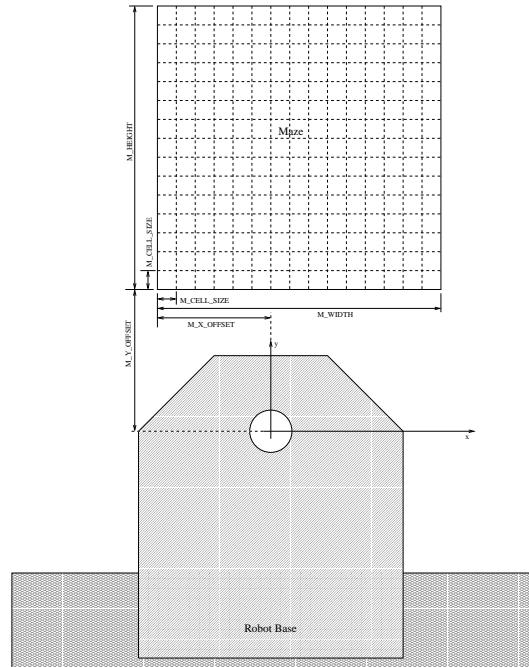 Maze
M_HEIGHT
M_CELL_SIZE
M_CELL_SIZE
M_WIDTH
M_X_OFFSET
M_Y_OFFSET
y
x
Robot Base